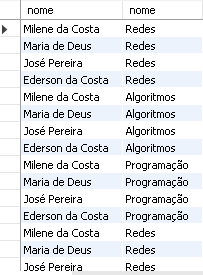 nome nome
Milene da Costa Redes
Maria de Deus Redes
José Pereira Redes
Ederson da Costa Redes
Milene da Costa Algoritmos
Maria de Deus Algoritmos
José Pereira Algoritmos
Ederson da Costa Algoritmos
Milene da Costa Programação
Maria de Deus Programação
José Pereira Programação
Ederson da Costa Programação
Milene da Costa Redes
Maria de Deus Redes
José Pereira Redes